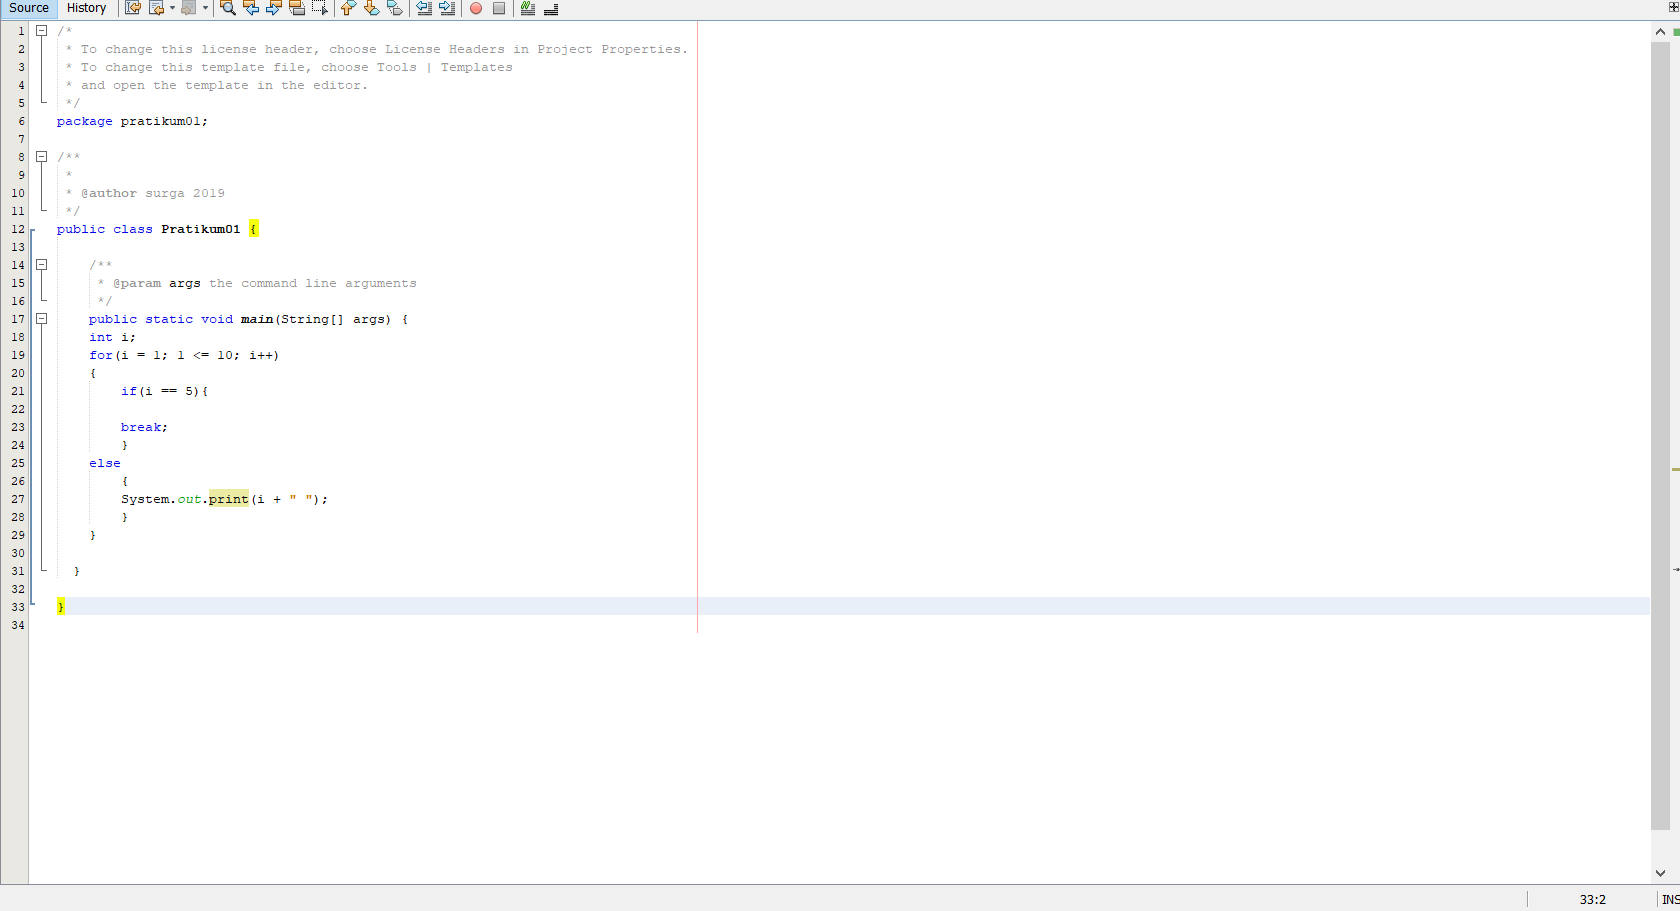 Source History
1 /*
2 * To change this license header, choose License Headers in Project Properties.
3 * To change this template file, choose Tools | Templates
4 * and open the template in the editor.
5 */
6 package pratikum01;
7
8 /**
9 *
10 * @author surga 2019
11 */
12 public class Pratikum01 {
13
14 /**
15 * @param args the command line arguments
16 */
17 public static void main(String[] args) {
18 int i;
19 for(i = 1; 1 <= 10; i++)
20 {
21 if(i == 5){
22
23 break;
24 }
25 else
26 {
27 System.out.print(i + " ");
28 }
29 }
30
31 }
32
33 }
34
33:2 INS